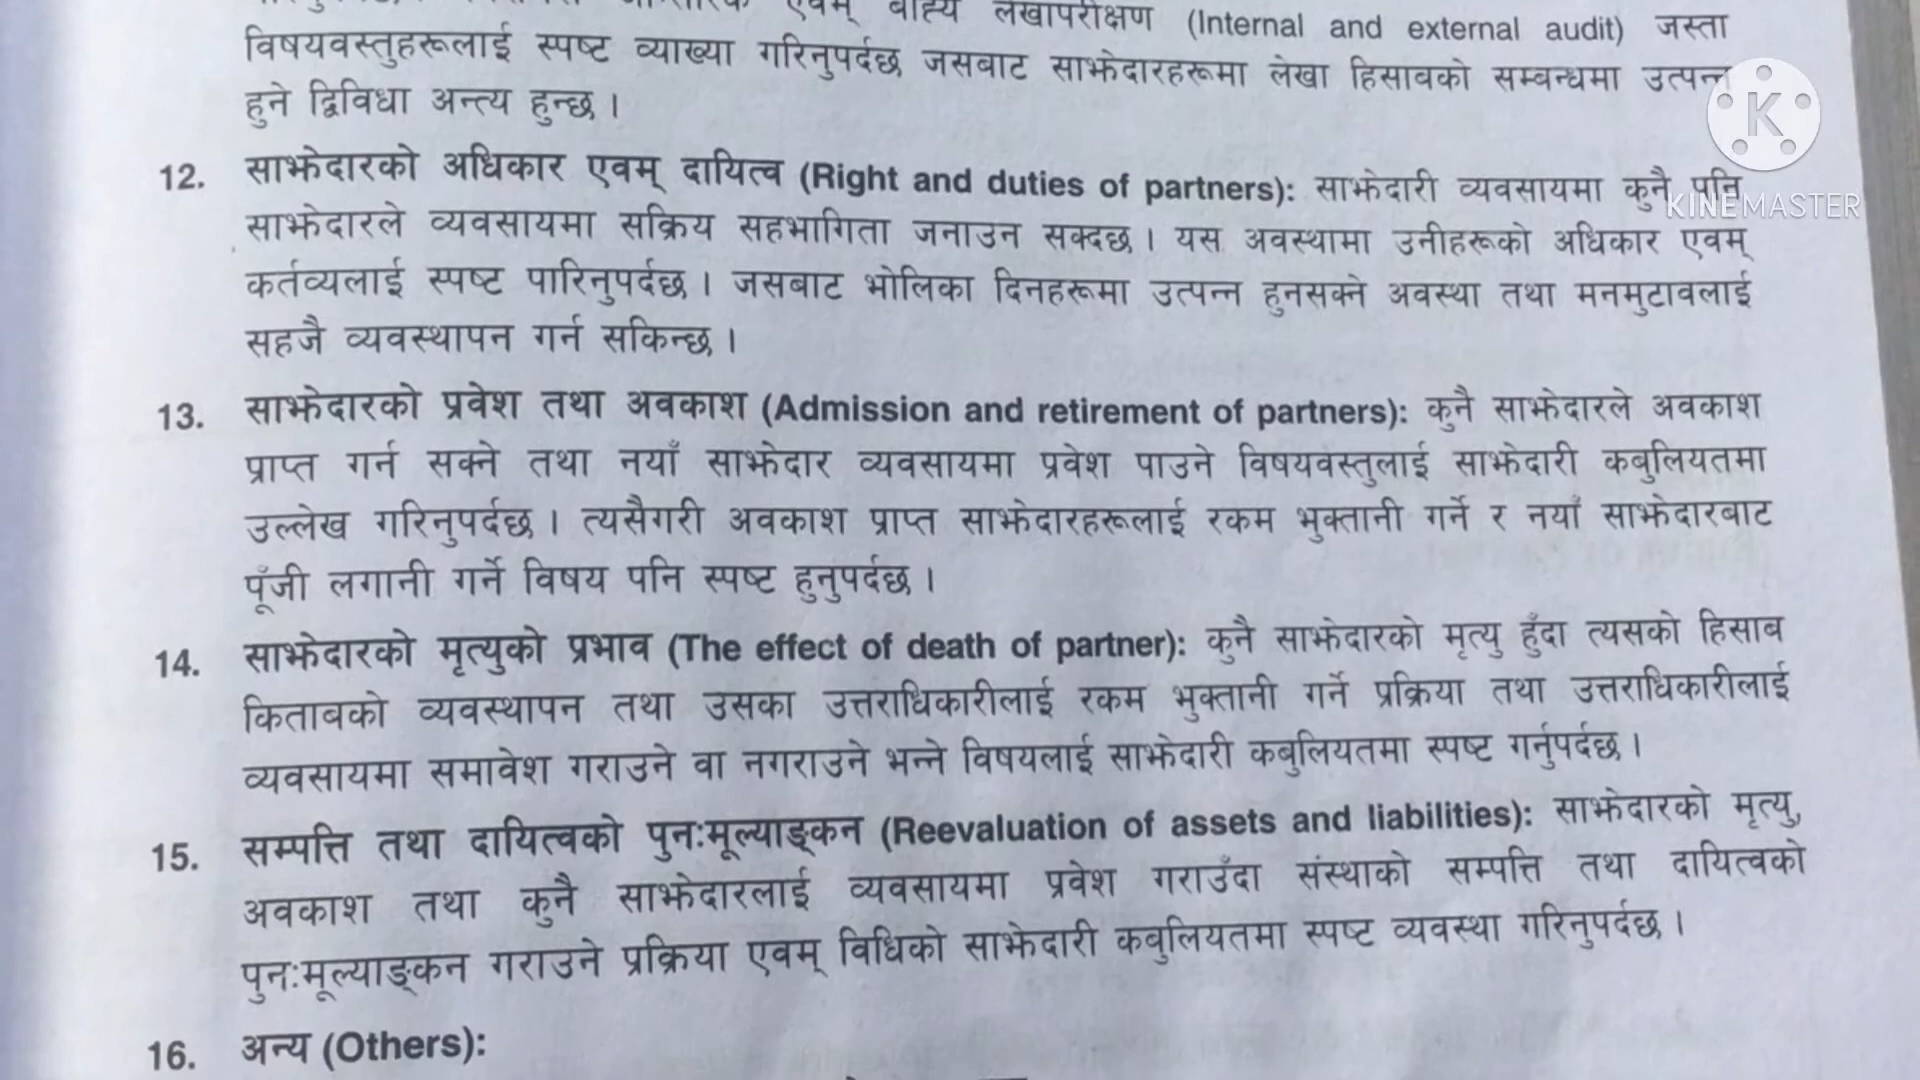 एवम् बाह्य लेखापरीक्षण (Internal and external audit) जस्ता
विषयवस्तुहरूलाई स्पष्ट व्याख्या गरिनुपर्दछ जसबाट साझेदारहरूमा लेखा हिसाबको सम्बन्धमा उत्पन्न
हुने द्विविधा अन्त्य हुन्छ ।
12. साझेदारको अधिकार एवम् दायित्व (Right and duties of partners): साझेदारी व्यवसायमा कुनै पनि
साझेदारले व्यवसायमा सक्रिय सहभागिता जनाउन सक्दछ । यस अवस्थामा उनीहरूको अधिकार एवम्
कर्तव्यलाई स्पष्ट पारिनुपर्दछ । जसबाट भोलिका दिनहरूमा उत्पन्न हुनसक्ने अवस्था तथा मनमुटावलाई
सहजै व्यवस्थापन गर्न सकिन्छ ।
13. साझेदारको प्रवेश तथा अवकाश (Admission and retirement of partners): कुनै साझेदारले अवकाश
प्राप्त गर्न सक्ने तथा नयाँ साझेदार व्यवसायमा प्रवेश पाउने विषयवस्तुलाई साझेदारी कबुलियतमा
उल्लेख गरिनुपर्दछ । त्यसैगरी अवकाश प्राप्त साझेदारहरूलाई रकम भुक्तानी गर्ने र नयाँ साझेदारबाट
पूँजी लगानी गर्ने विषय पनि स्पष्ट हुनुपर्दछ ।
14. साझेदारको मृत्युको प्रभाव (The effect of death of partner): कुनै साझेदारको मृत्यु हुँदा त्यसको हिसाब
किताबको व्यवस्थापन तथा उसका उत्तराधिकारीलाई रकम भुक्तानी गर्ने प्रक्रिया तथा उत्तराधिकारीलाई
व्यवसायमा समावेश गराउने वा नगराउने भन्ने विषयलाई साझेदारी कबुलियतमा स्पष्ट गर्नुपर्दछ ।
15. सम्पत्ति तथा दायित्वको पुनःमूल्याङ्कन (Reevaluation of assets and liabilities): साझेदारको मृत्यु,
अवकाश तथा कुनै साझेदारलाई व्यवसायमा प्रवेश गराउँदा संस्थाको सम्पत्ति तथा दायित्वको
पुनःमूल्याङ्कन गराउने प्रक्रिया एवम् विधिको साझेदारी कबुलियतमा स्पष्ट व्यवस्था गरिनुपर्दछ ।
16. अन्य (Others):
K
KINEMASTER